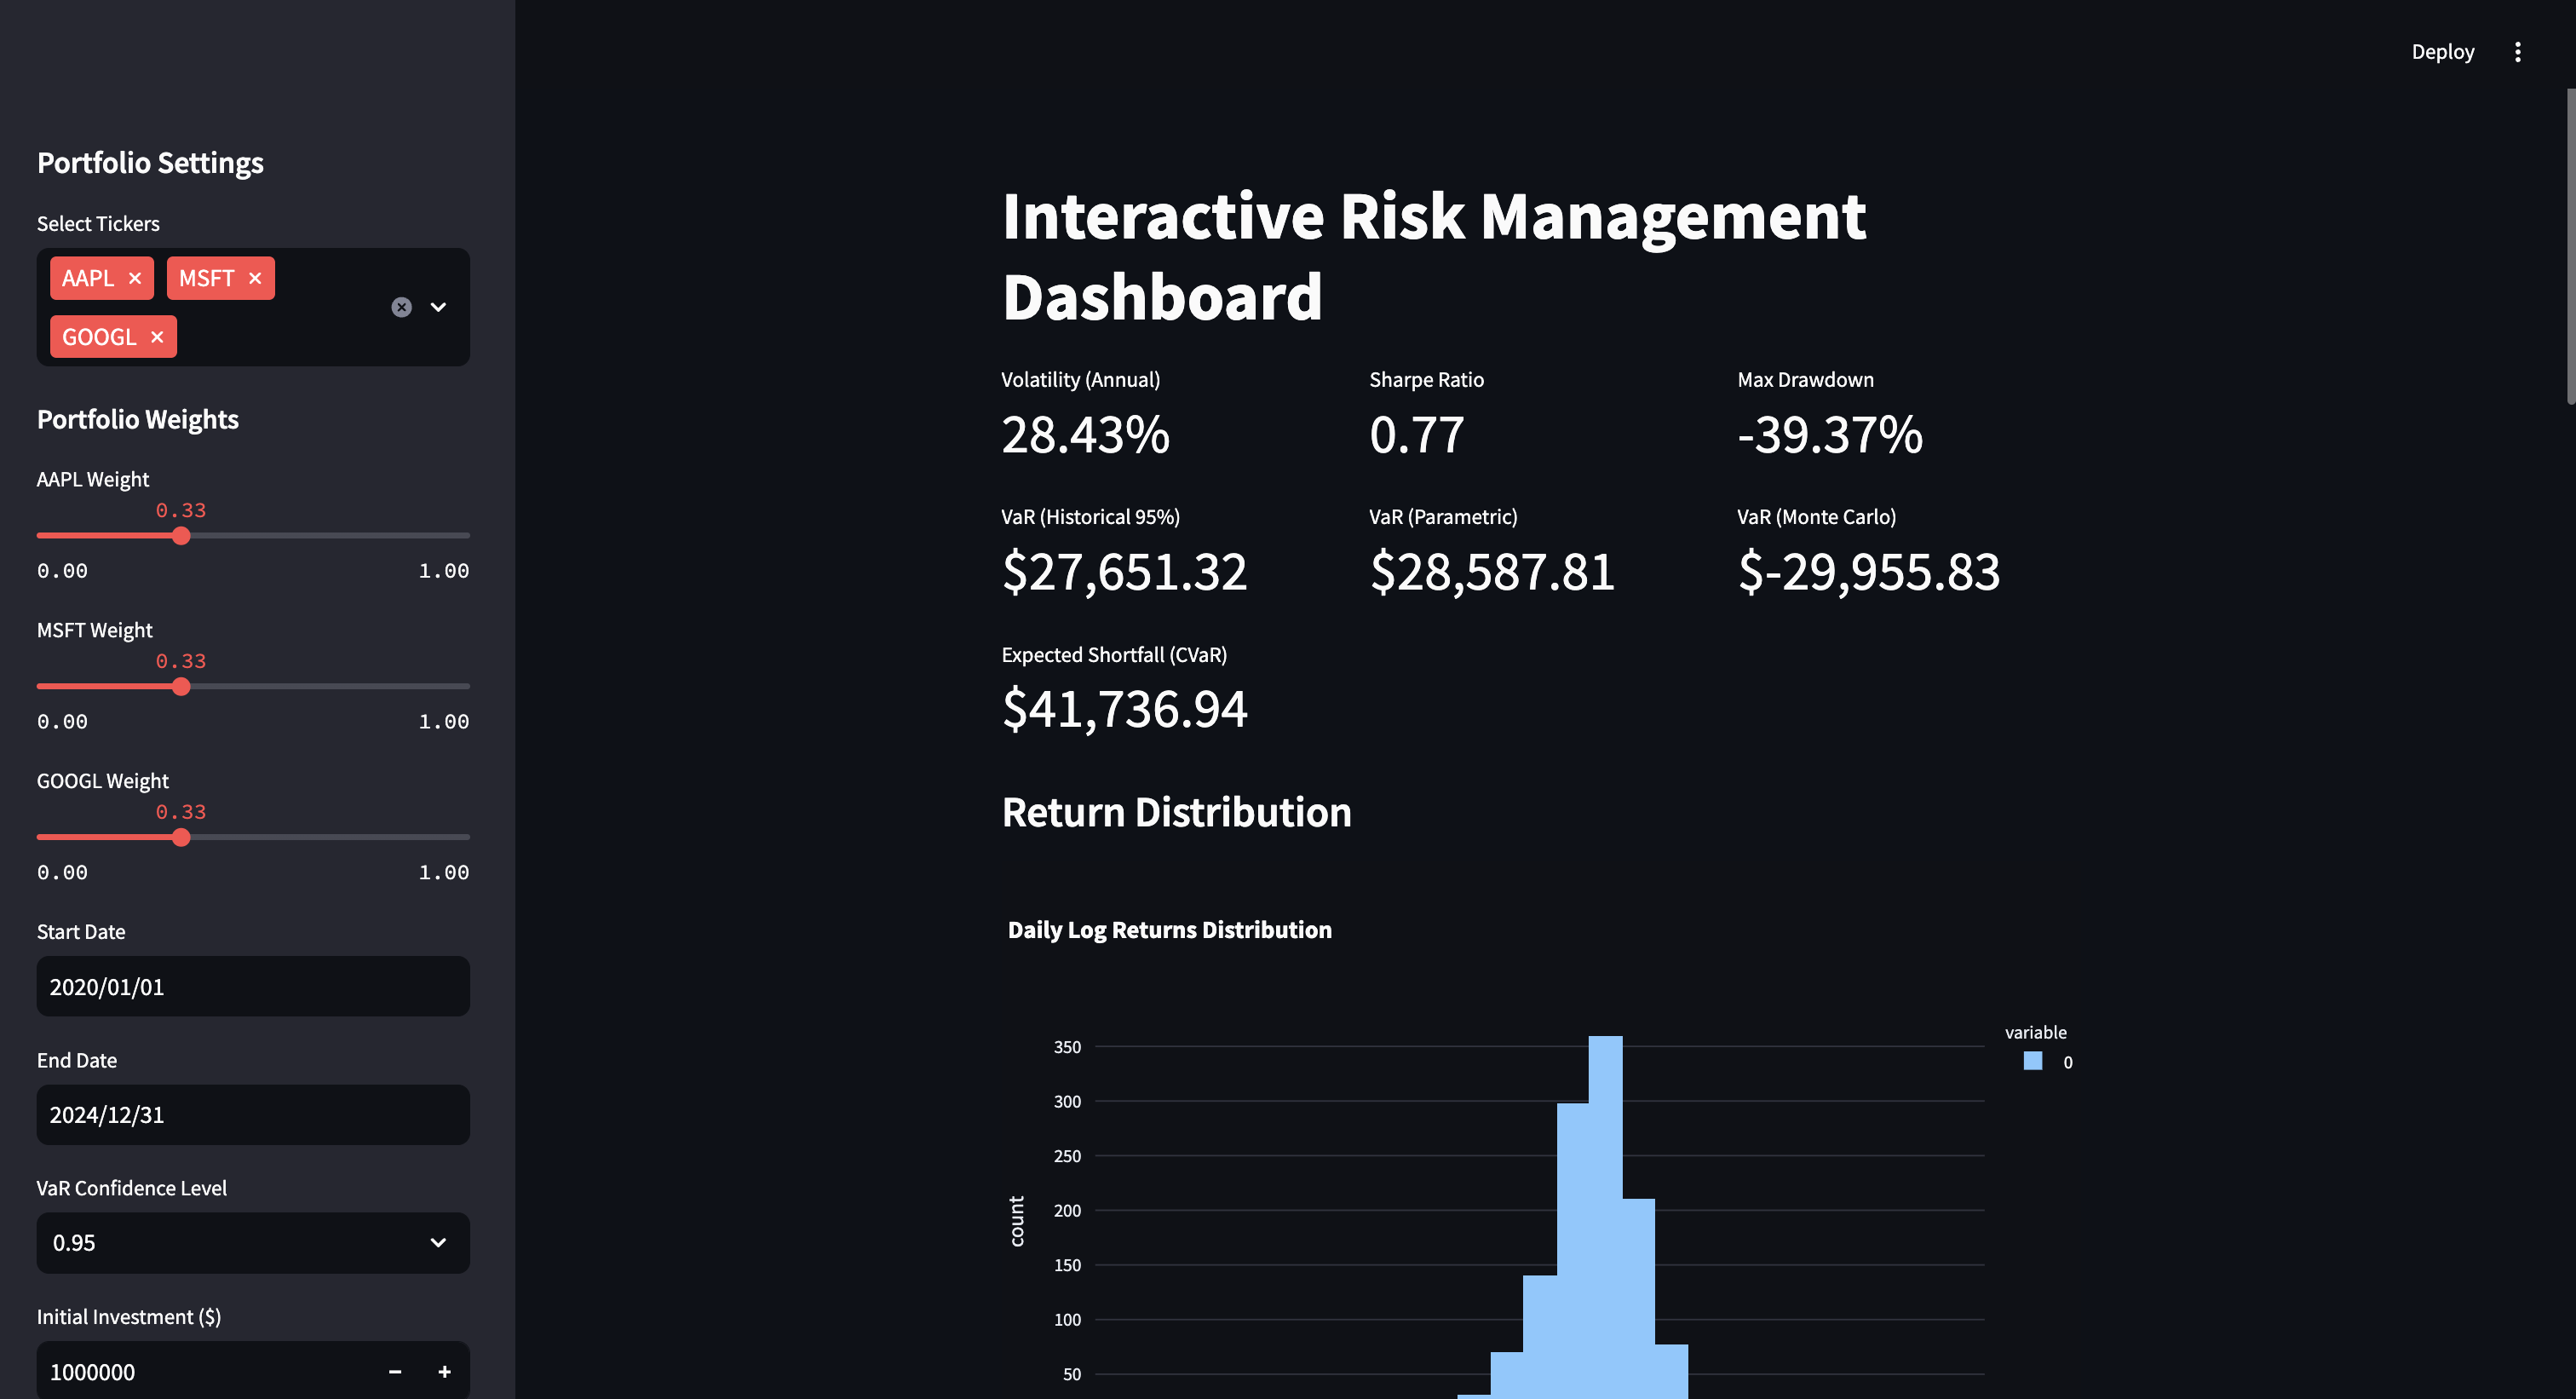 Deploy
Portfolio Settings
Select Tickers
AAPL
MSFT
GOOGL
Portfolio Weights
AAPL Weight
0.33
0.00 1.00
MSFT Weight
0.33
0.00 1.00
GOOGL Weight
0.33
0.00 1.00
Start Date
2020/01/01
End Date
2024/12/31
VaR Confidence Level
0.95
Initial Investment ($)
1000000
Interactive Risk Management
Dashboard
Volatility (Annual) Sharpe Ratio Max Drawdown
28.43% 0.77 -39.37%
VaR (Historical 95%) VaR (Parametric) VaR (Monte Carlo)
$27,651.32 $28,587.81 $-29,955.83
Expected Shortfall (CVaR)
$41,736.94
Return Distribution
Daily Log Returns Distribution
variable
0
350
300
250
200
150
100
50
count